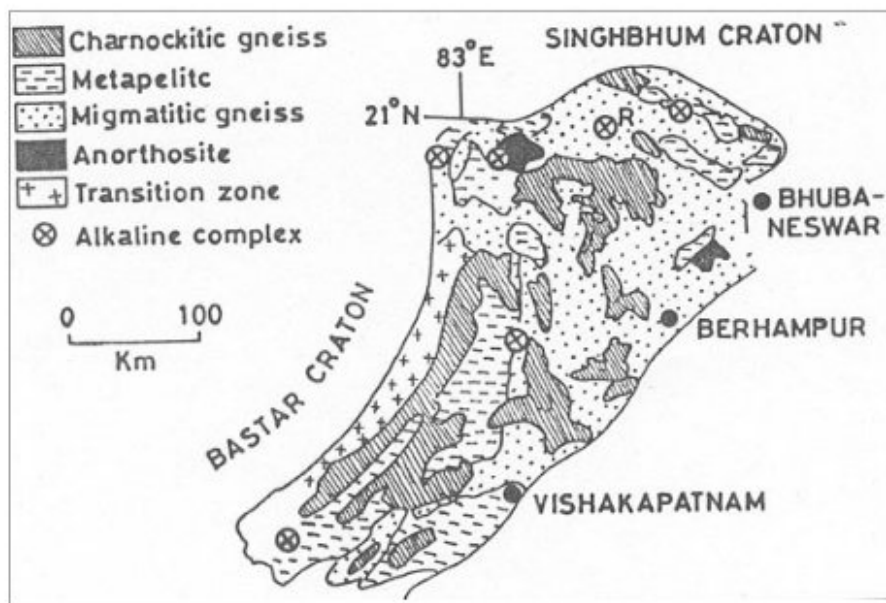 Charnockitic gneiss
Metapelitc
Migmatitic gneiss
Anorthosite
Transition zone
Alkaline complex
0 100
Km
SINGHBHUM CRATON
83°E
21°N
R
BHUBA-
NESWAR
BERHAMPUR
VISHAKAPATNAM
BASTAR CRATON